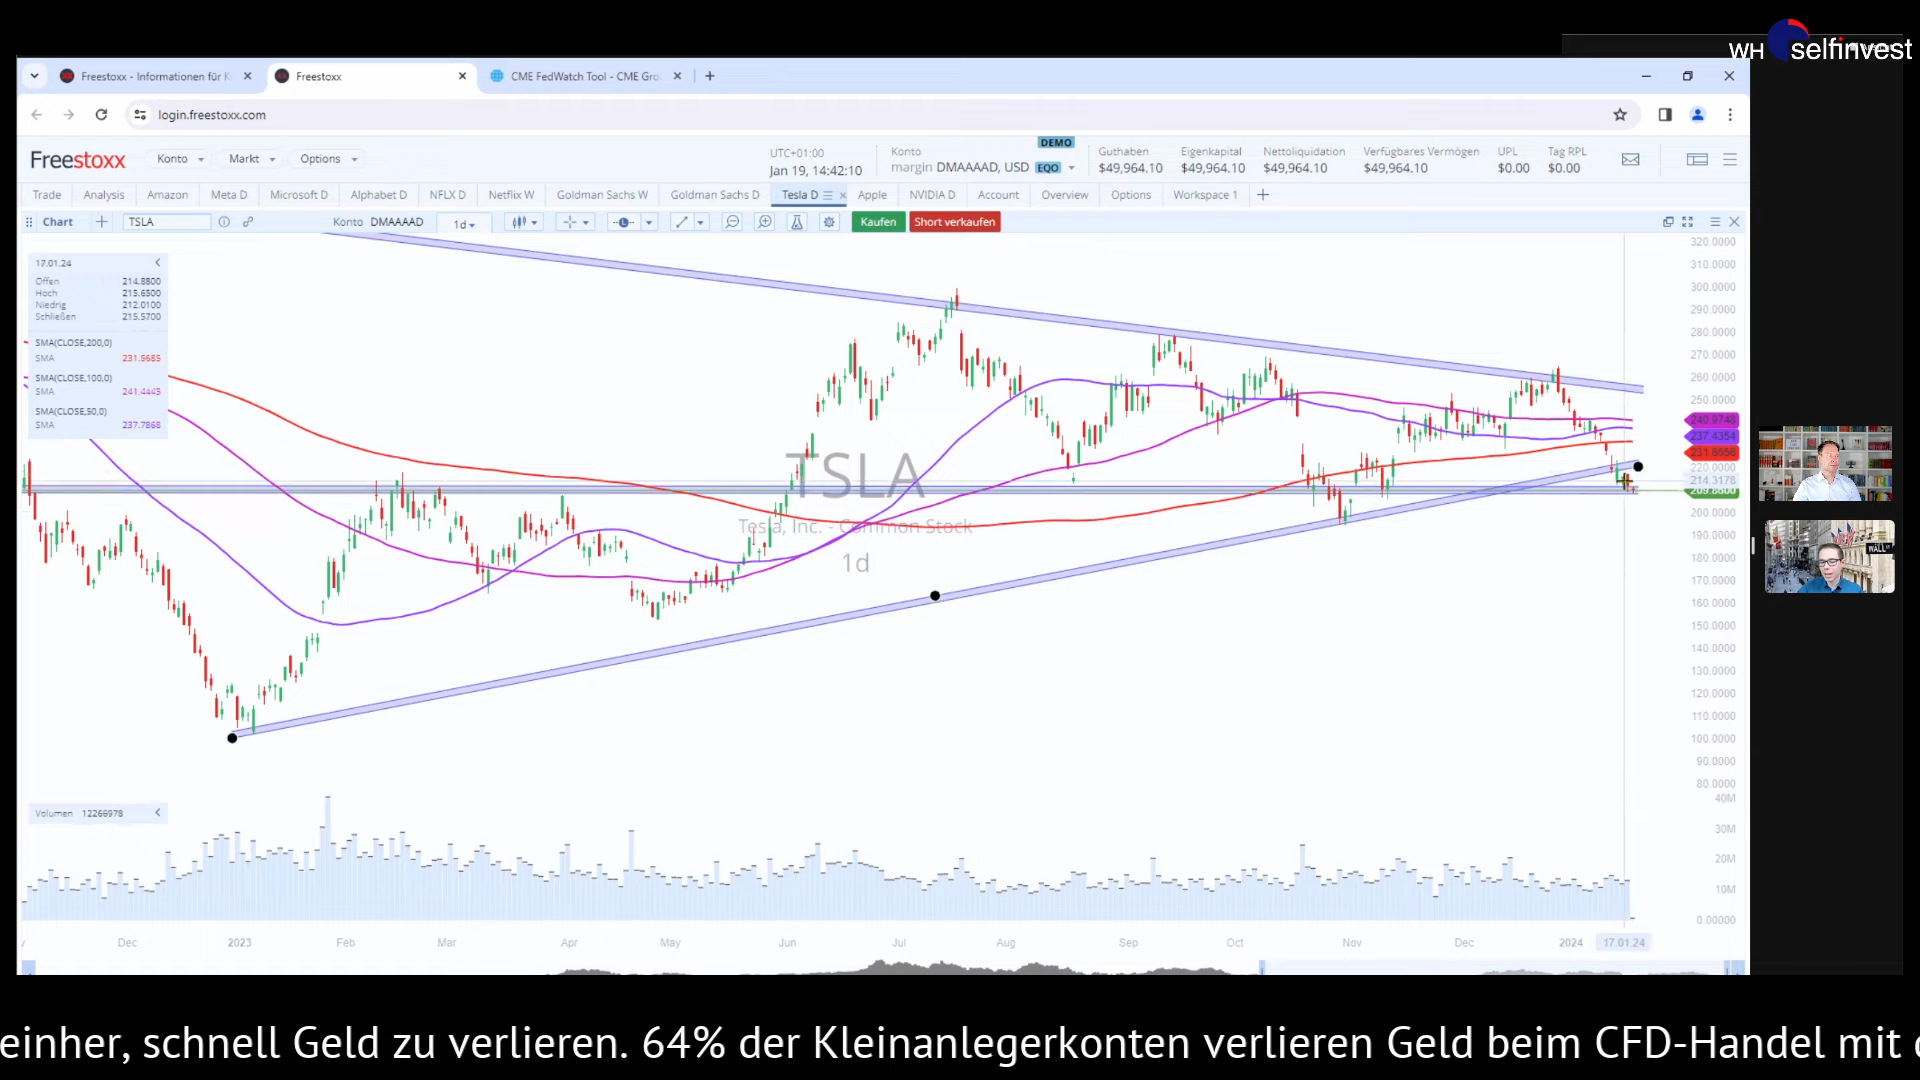 WH selfinvest
Freestoxx - Informationen für K
Freestoxx
CME FedWatch Tool - CME Gro
login.freestoxx.com
Freestoxx
Konto
Markt
Options
UTC+01:00
Jan 19, 14:42:10
Konto
DEMO
margin DMAAAAD, USD EQO
Guthaben
$49,964.10
Eigenkapital
$49,964.10
Nettoliquidation
$49,964.10
Verfügbares Vermögen
$49,964.10
UPL
$0.00
Tag RPL
$0.00
Trade Analysis Amazon Meta D Microsoft D Alphabet D NFLX D Netflix W Goldman Sachs W Goldman Sachs D Tesla D Apple NVIDIA D Account Overview Options Workspace 1
Chart TSLA Konto DMAAAAD 1d Kaufen Short verkaufen
17.01.24
Offen 214.8800
Hoch 215.6500
Niedrig 212.0100
Schließen 215.5700
SMA(CLOSE,200,0)
SMA 231.5685
SMA(CLOSE,100,0)
SMA 241.4445
SMA(CLOSE,50,0)
SMA 237.7868
TSLA
Tesla, Inc. - Common Stock
1d
320.0000
310.0000
300.0000
290.0000
280.0000
270.0000
260.0000
250.0000
240.9748
237.4354
220.0000
214.3176
200.0000
190.0000
180.0000
170.0000
160.0000
150.0000
140.0000
130.0000
120.0000
110.0000
100.0000
90.0000
80.0000
Volumen 12266978
40M
30M
20M
10M
0.00000
Dec 2023 Feb Mar Apr May Jun Jul Aug Sep Oct Nov Dec 2024 17.01.24
WALL
einher, schnell Geld zu verlieren. 64% der Kleinanlegerkonten verlieren Geld beim CFD-Handel mit